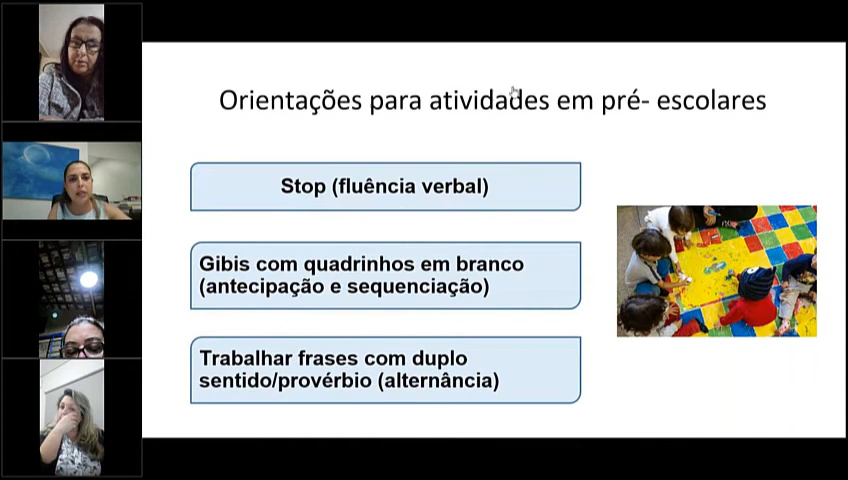 Orientações para atividades em pré- escolares
Stop (fluência verbal)
Gibis com quadrinhos em branco
(antecipação e sequenciação)
Trabalhar frases com duplo
sentido/provérbio (alternância)